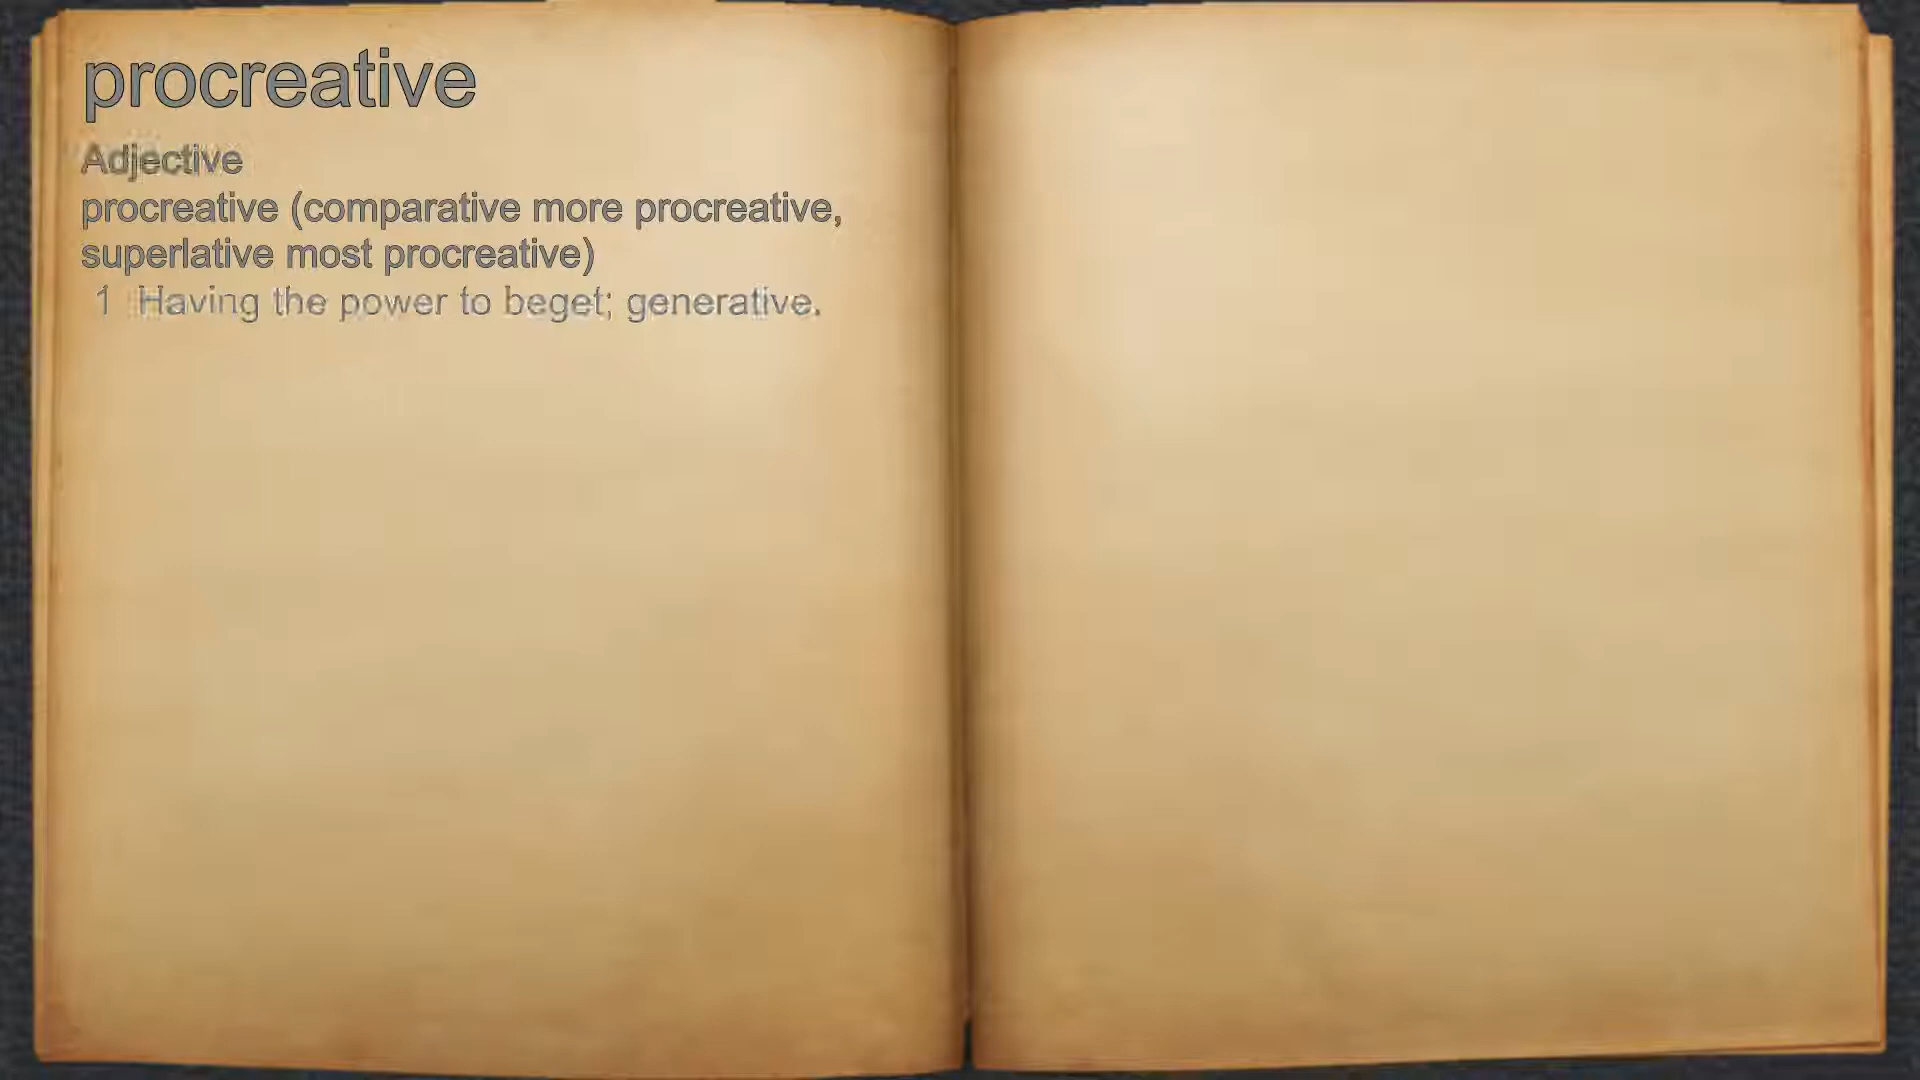 procreative
Adjective
procreative (comparative more procreative,
superlative most procreative)
1 Having the power to beget; generative.